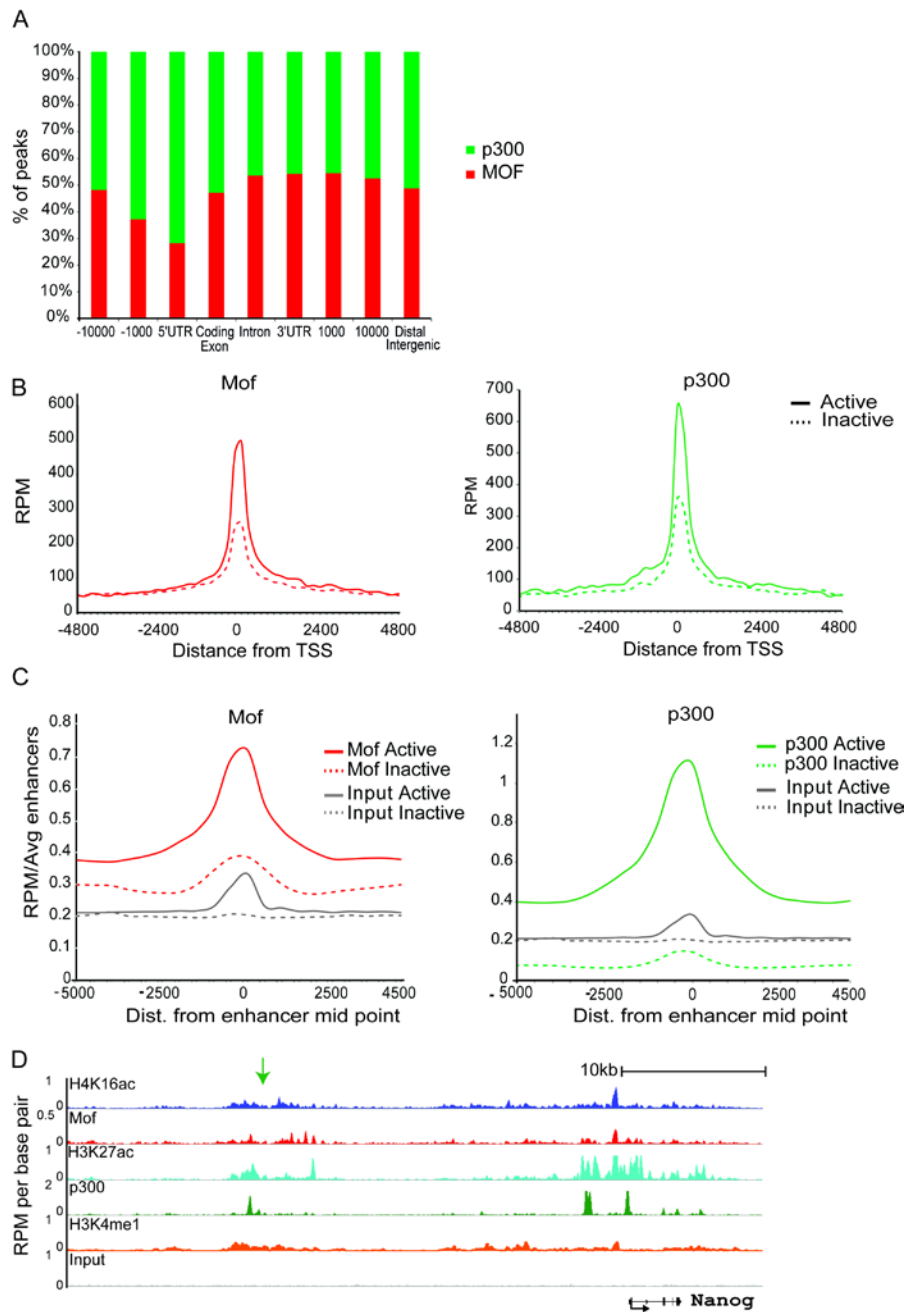 A
100%
90%
80%
70%
60%
50%
40%
30%
20%
10%
0%
% of peaks
-10000 -1000 5'UTR Coding Exon Intron 3'UTR 1000 10000 Distal Intergenic
p300
MOF
B
Mof
600
500
400
300
200
100
0
RPM
-4800 -2400 0 2400 4800
Distance from TSS
p300
700
600
500
400
300
200
100
0
RPM
-4800 -2400 0 2400 4800
Distance from TSS
Active
Inactive
C
Mof
0.8
0.7
0.6
0.5
0.4
0.3
0.2
0.1
0
RPM/Avg enhancers
-5000 -2500 0 2500 4500
Dist. from enhancer mid point
Mof Active
Mof Inactive
Input Active
Input Inactive
p300
1.2
1
0.8
0.6
0.4
0.2
0
-5000 -2500 0 2500 4500
Dist. from enhancer mid point
p300 Active
p300 Inactive
Input Active
Input Inactive
D
10kb
RPM per base pair
1 H4K16ac
0
0.5 Mof
0
1 H3K27ac
0
2 p300
0
1 H3K4me1
0
1 Input
0
Nanog